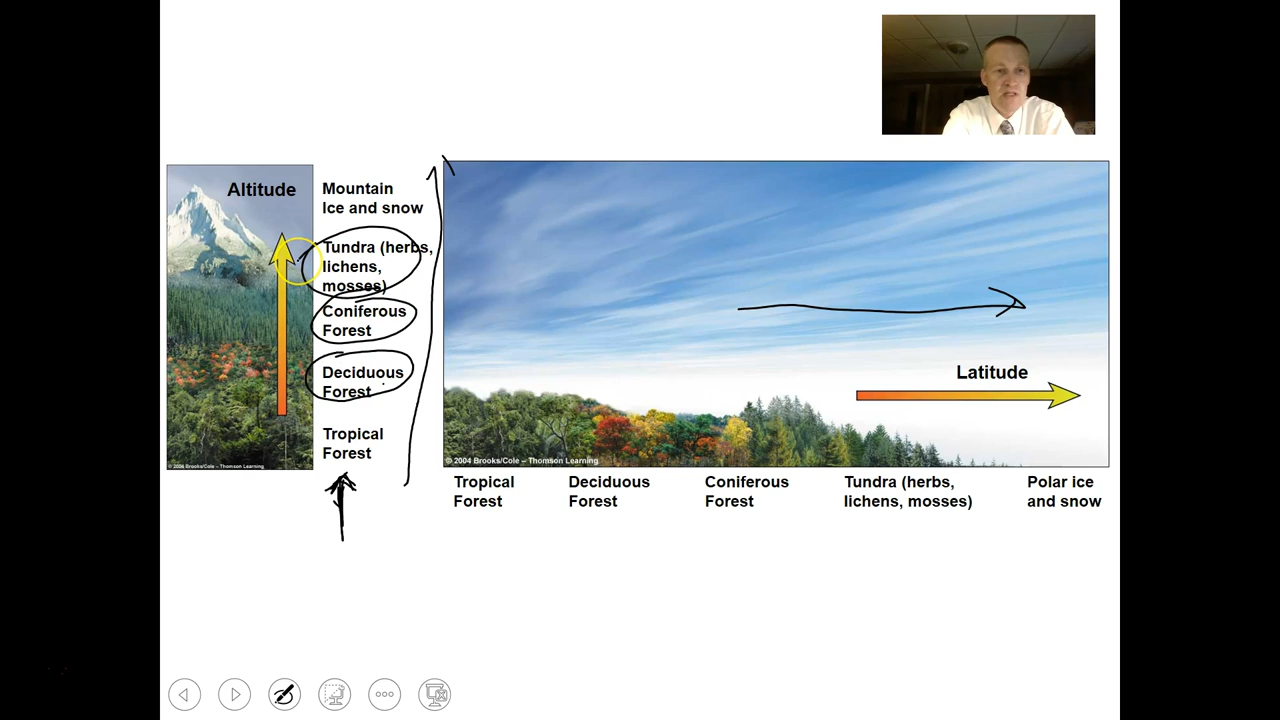 Altitude
Mountain
Ice and snow
Tundra (herbs,
lichens,
mosses)
Coniferous
Forest
Deciduous
Forest
Tropical
Forest
© 2004 Brooks/Cole – Thomson Learning
Latitude
© 2004 Brooks/Cole – Thomson Learning
Tropical
Forest
Deciduous
Forest
Coniferous
Forest
Tundra (herbs,
lichens, mosses)
Polar ice
and snow